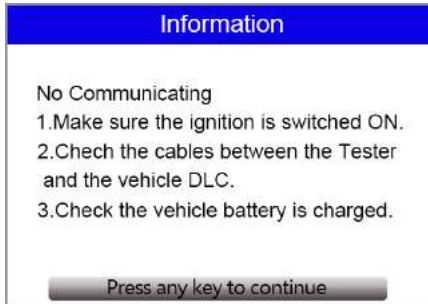 Information
No Communicating
1.Make sure the ignition is switched ON.
2.Chech the cables between the Tester
and the vehicle DLC.
3.Check the vehicle battery is charged.
Press any key to continue